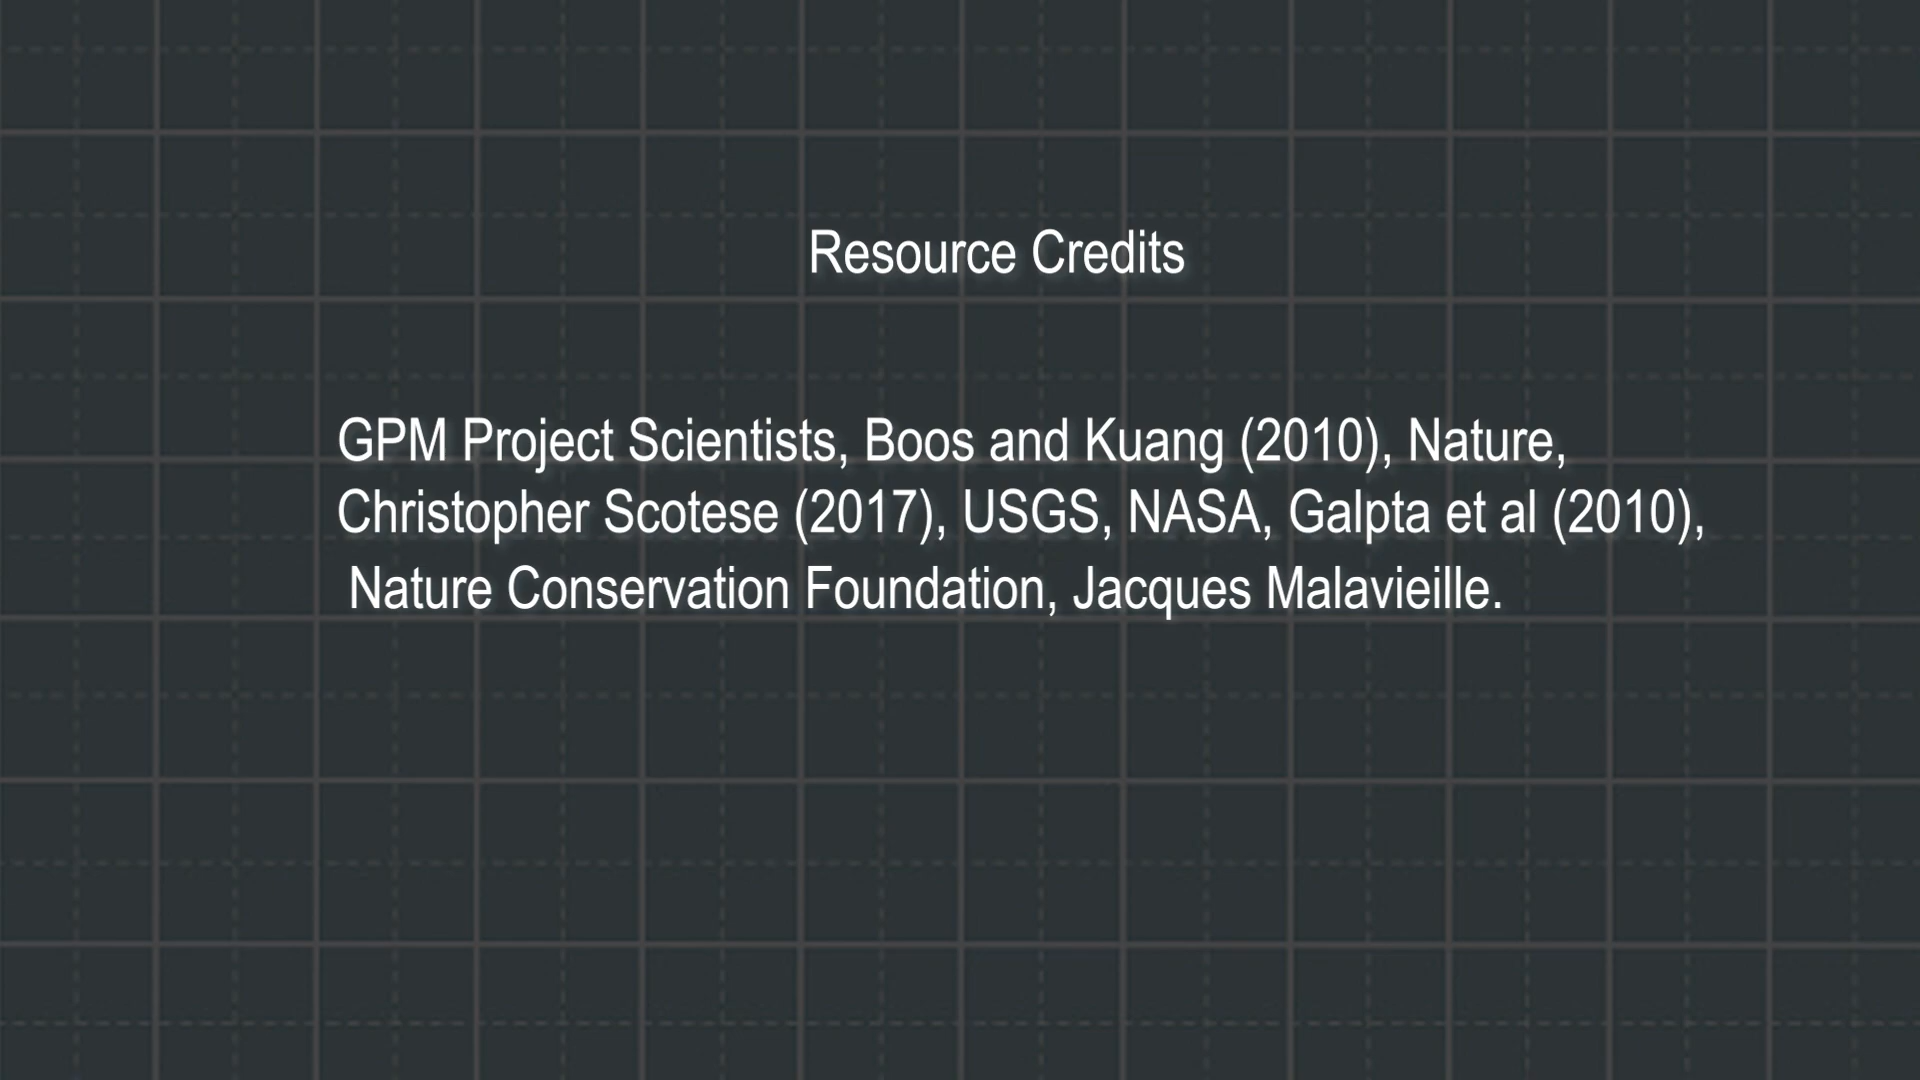 Resource Credits
GPM Project Scientists, Boos and Kuang (2010), Nature,
Christopher Scotese (2017), USGS, NASA, Galpta et al (2010),
Nature Conservation Foundation, Jacques Malavieille.